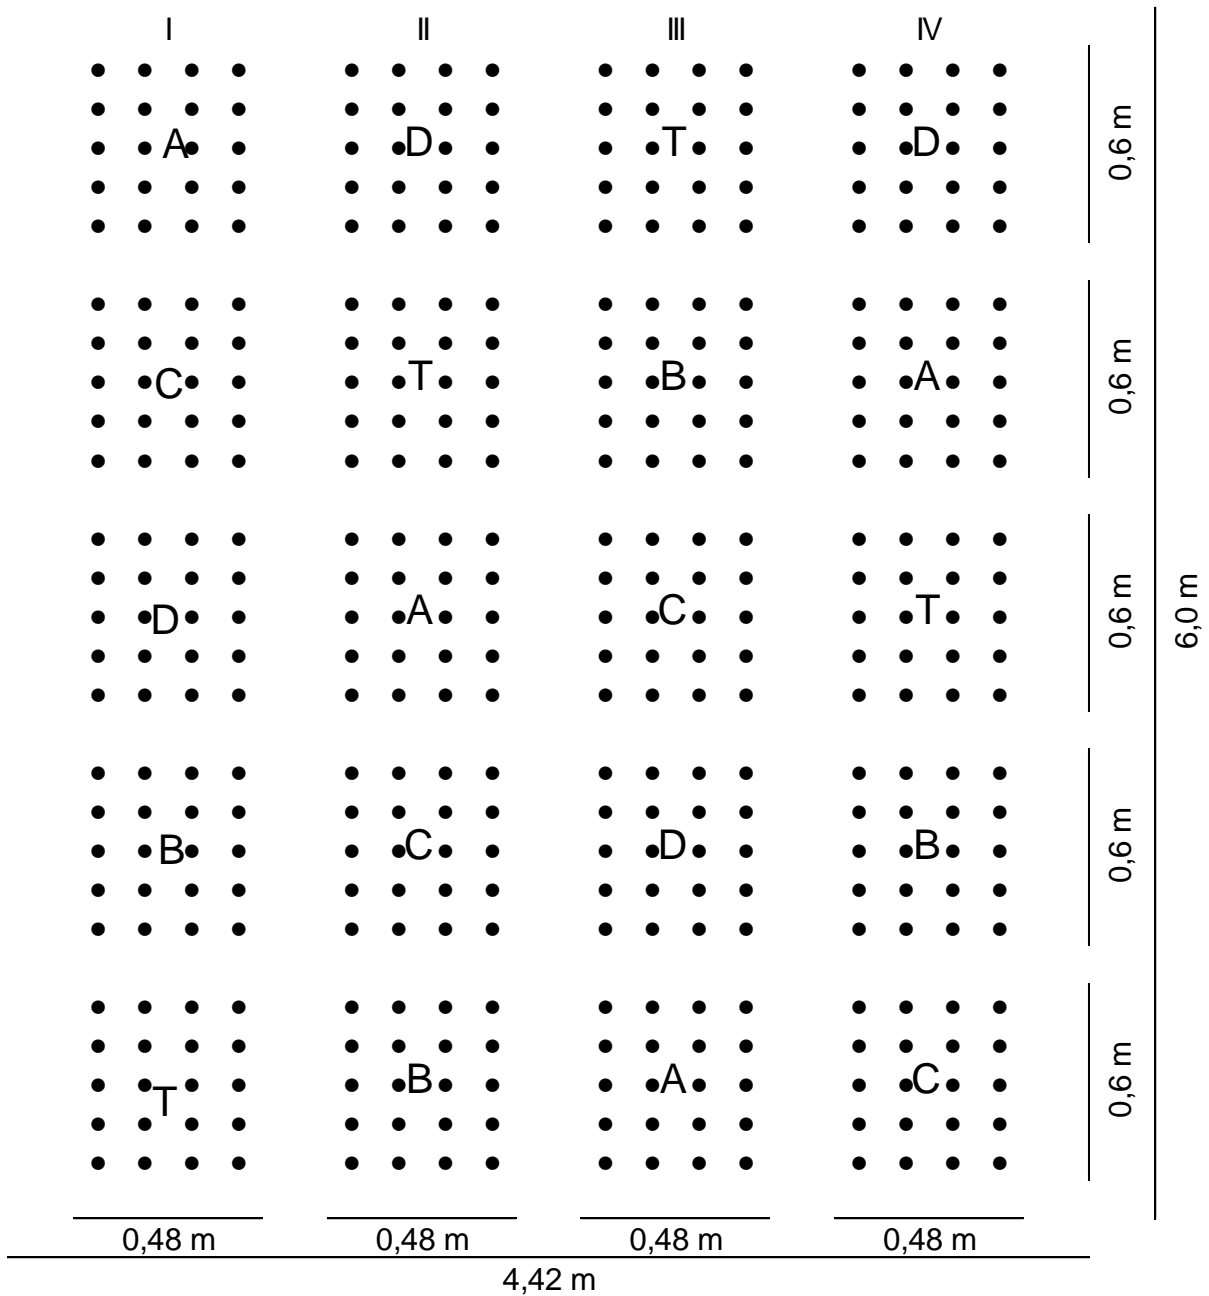 I II III IV
A D T D 0,6 m
C T B A 0,6 m
D A C T 0,6 m
6,0 m
B C D B 0,6 m
T B A C 0,6 m
0,48 m 0,48 m 0,48 m 0,48 m
4,42 m